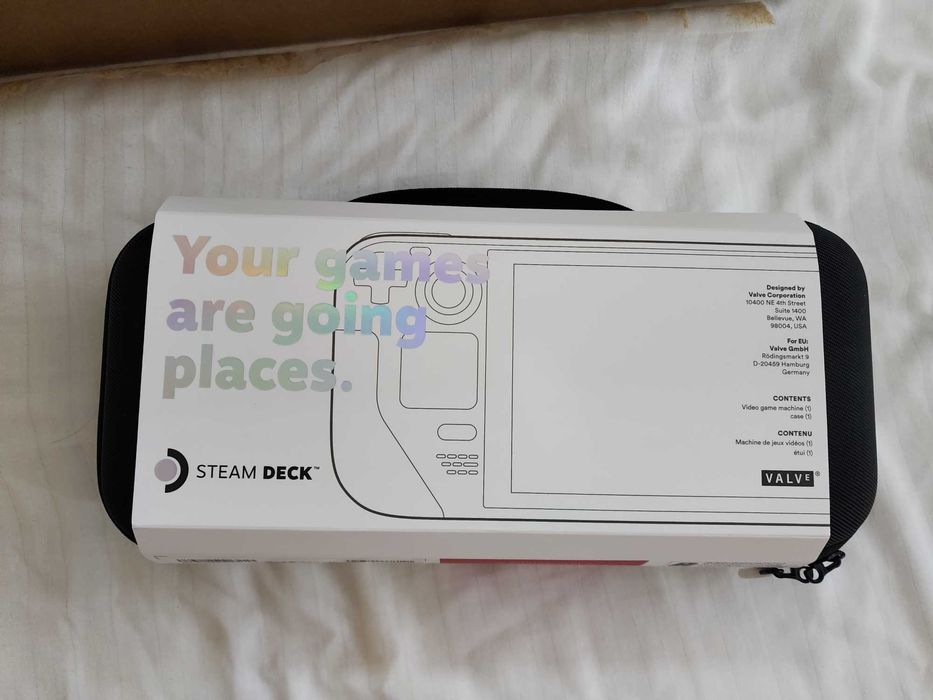 Your games
are going
places.
STEAM DECK™
Designed by
Valve Corporation
10400 NE 4th Street
Suite 1400
Bellevue, WA
98004, USA
For EU:
Valve GmbH
Rödingsmarkt 9
D-20459 Hamburg
Germany
CONTENTS
Video game machine (1)
case (1)
CONTENU
Machine de jeux vidéos (1)
étui (1)
VALVE®